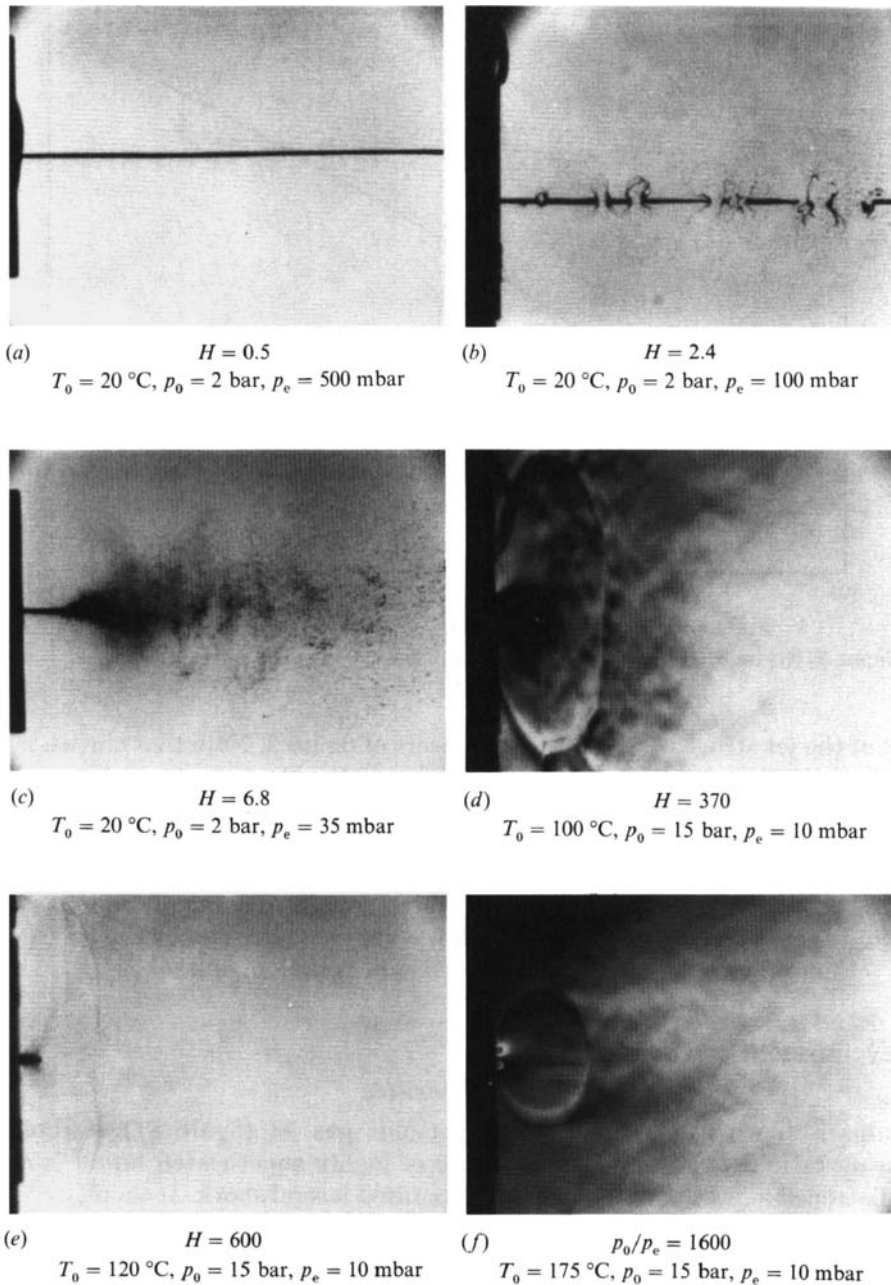 (a) H = 0.5
T₀ = 20 °C, p₀ = 2 bar, pₑ = 500 mbar
(b) H = 2.4
T₀ = 20 °C, p₀ = 2 bar, pₑ = 100 mbar
(c) H = 6.8
T₀ = 20 °C, p₀ = 2 bar, pₑ = 35 mbar
(d) H = 370
T₀ = 100 °C, p₀ = 15 bar, pₑ = 10 mbar
(e) H = 600
T₀ = 120 °C, p₀ = 15 bar, pₑ = 10 mbar
(f) p₀/pₑ = 1600
T₀ = 175 °C, p₀ = 15 bar, pₑ = 10 mbar